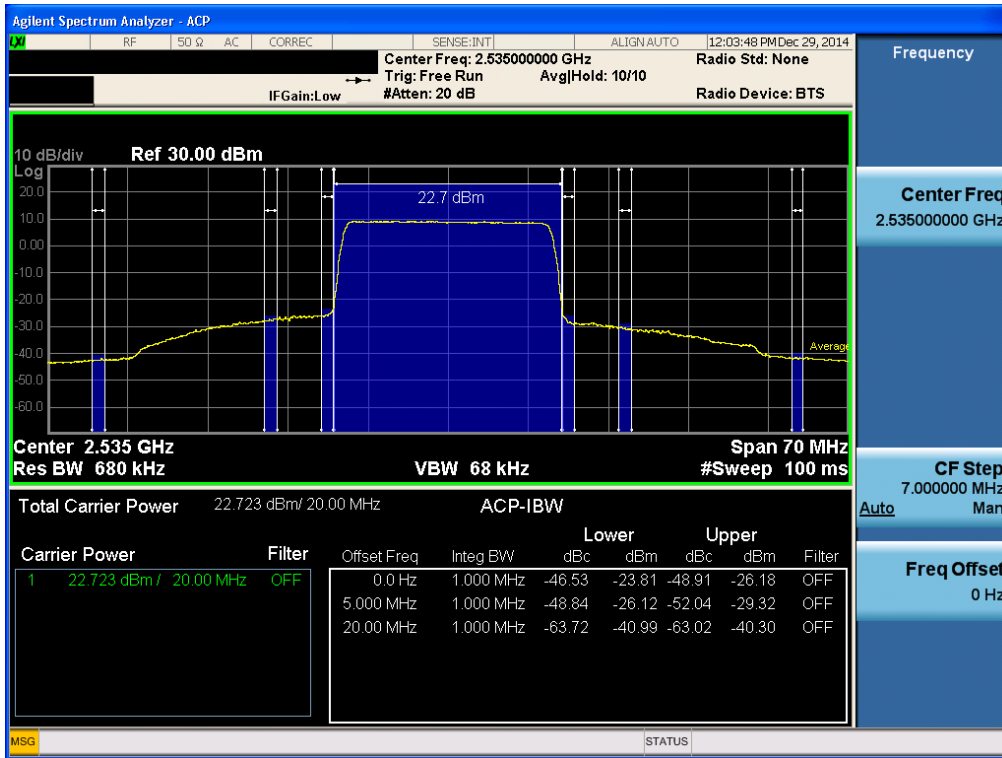 Agilent Spectrum Analyzer - ACP
LXI RF 50 Ω AC CORREC SENSE:INT ALIGN AUTO 12:03:48 PM Dec 29, 2014
Center Freq: 2.535000000 GHz Radio Std: None
Trig: Free Run Avg|Hold: 10/10
IFGain:Low #Atten: 20 dB Radio Device: BTS
10 dB/div Ref 30.00 dBm
Log
20.0
10.0
0.00
-10.0
-20.0
-30.0
-40.0
-50.0
-60.0
22.7 dBm
Average
Center 2.535 GHz Span 70 MHz
Res BW 680 kHz VBW 68 kHz #Sweep 100 ms
Total Carrier Power 22.723 dBm/ 20.00 MHz ACP-IBW
Lower Upper
Carrier Power Filter Offset Freq Integ BW dBc dBm dBc dBm Filter
1 22.723 dBm / 20.00 MHz OFF 0.0 Hz 1.000 MHz -46.53 -23.81 -48.91 -26.18 OFF
5.000 MHz 1.000 MHz -48.84 -26.12 -52.04 -29.32 OFF
20.00 MHz 1.000 MHz -63.72 -40.99 -63.02 -40.30 OFF
MSG STATUS
Frequency
Center Freq
2.535000000 GHz
CF Step
7.000000 MHz
Auto Man
Freq Offset
0 Hz